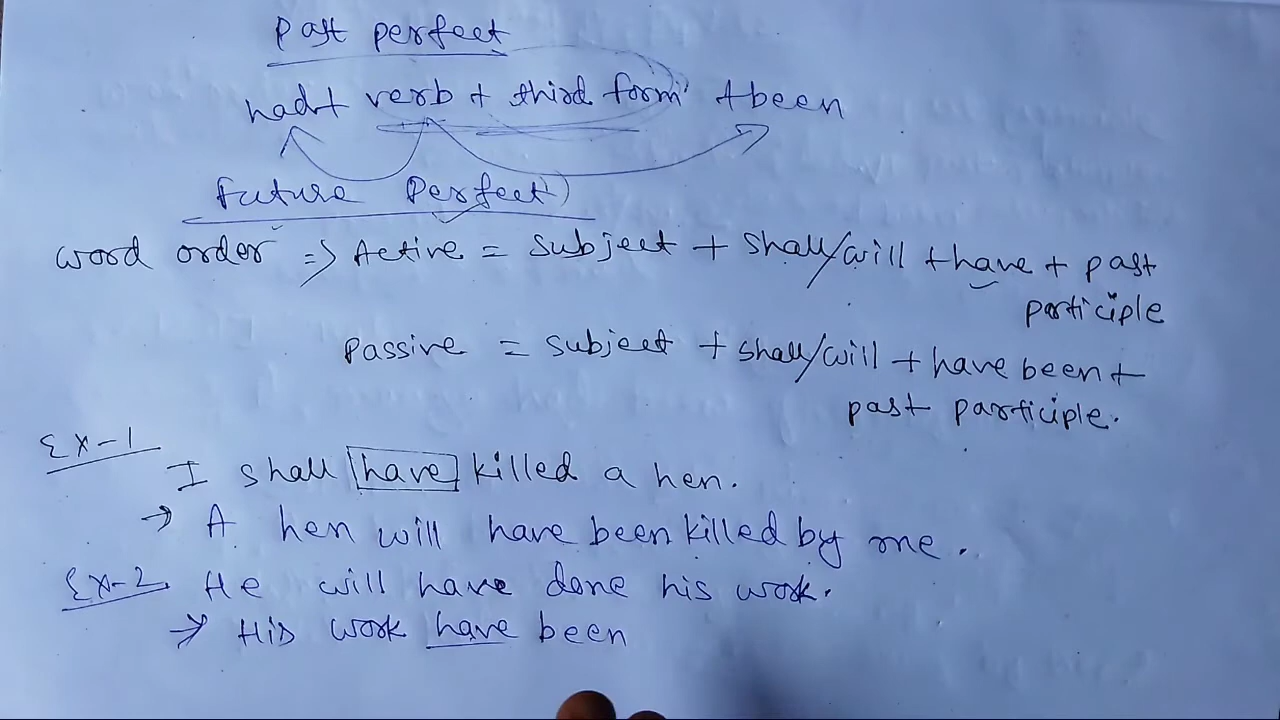 Past perfect
had + verb + third form + been
Future Perfect
word order => Active = subject + shall/will + have + past
participle
Passive = subject + shall/will + have been +
past participle.
Ex-1
I shall have killed a hen.
→ A hen will have been killed by me.
Ex-2 He will have done his work.
→ His work have been